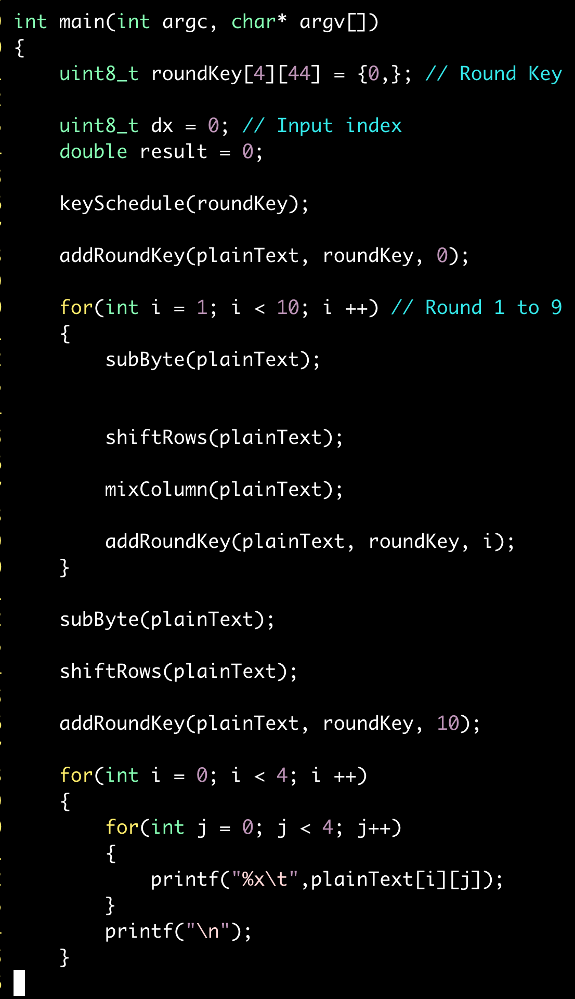 int main(int argc, char* argv[])
{
    uint8_t roundKey[4][44] = {0,}; // Round Key
    uint8_t dx = 0; // Input index
    double result = 0;
    keySchedule(roundKey);
    addRoundKey(plainText, roundKey, 0);
    for(int i = 1; i < 10; i ++) // Round 1 to 9
    {
        subByte(plainText);
        shiftRows(plainText);
        mixColumn(plainText);
        addRoundKey(plainText, roundKey, i);
    }
    subByte(plainText);
    shiftRows(plainText);
    addRoundKey(plainText, roundKey, 10);
    for(int i = 0; i < 4; i ++)
    {
        for(int j = 0; j < 4; j++)
        {
            printf("%x\t",plainText[i][j]);
        }
        printf("\n");
    }